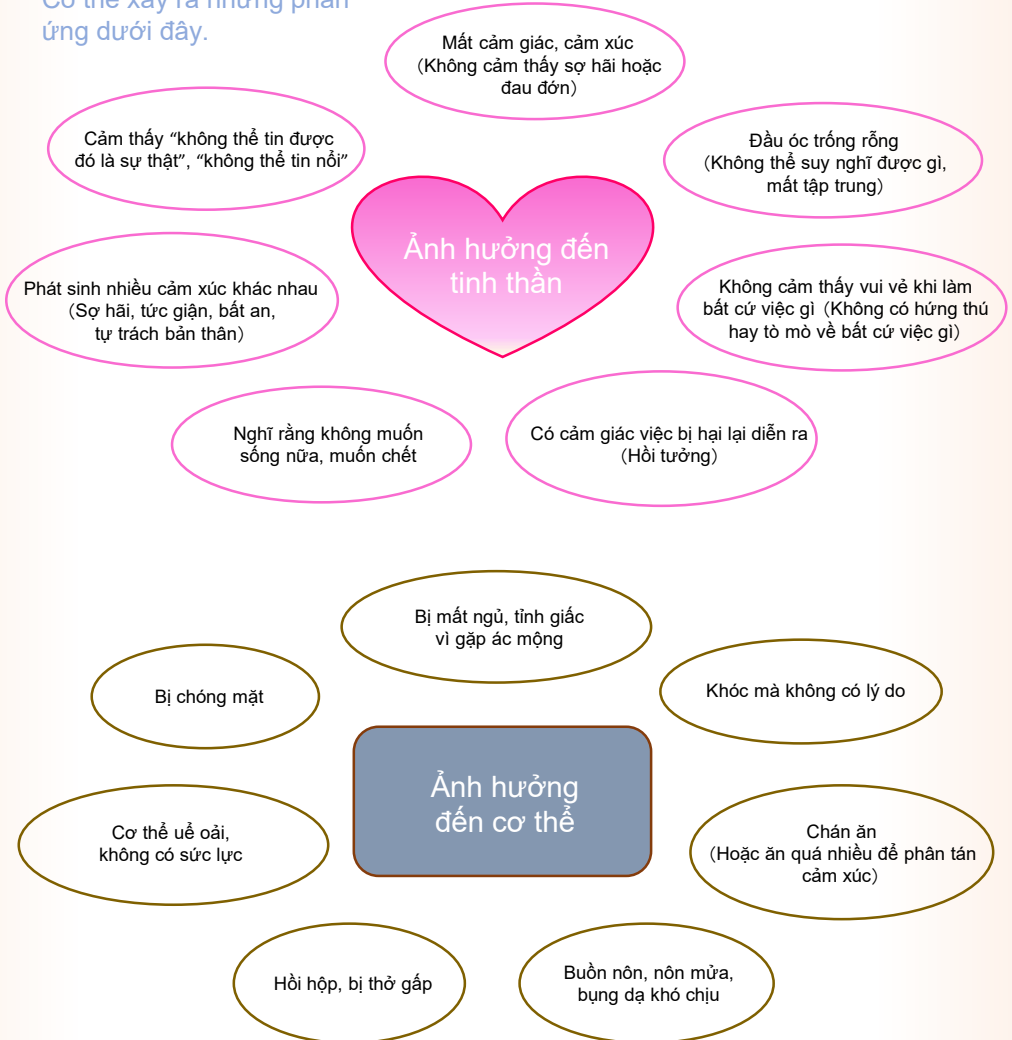 Có thể xảy ra những phản
ứng dưới đây.
Mất cảm giác, cảm xúc
(Không cảm thấy sợ hãi hoặc
đau đớn)
Cảm thấy “không thể tin được
đó là sự thật”, “không thể tin nổi”
Đầu óc trống rỗng
(Không thể suy nghĩ được gì,
mất tập trung)
Ảnh hưởng đến
tinh thần
Phát sinh nhiều cảm xúc khác nhau
(Sợ hãi, tức giận, bất an,
tự trách bản thân)
Không cảm thấy vui vẻ khi làm
bất cứ việc gì (Không có hứng thú
hay tò mò về bất cứ việc gì)
Nghĩ rằng không muốn
sống nữa, muốn chết
Có cảm giác việc bị hại lại diễn ra
(Hồi tưởng)
Bị mất ngủ, tỉnh giấc
vì gặp ác mộng
Bị chóng mặt
Khóc mà không có lý do
Ảnh hưởng
đến cơ thể
Cơ thể uể oải,
không có sức lực
Chán ăn
(Hoặc ăn quá nhiều để phân tán
cảm xúc)
Hồi hộp, bị thở gấp
Buồn nôn, nôn mửa,
bụng dạ khó chịu